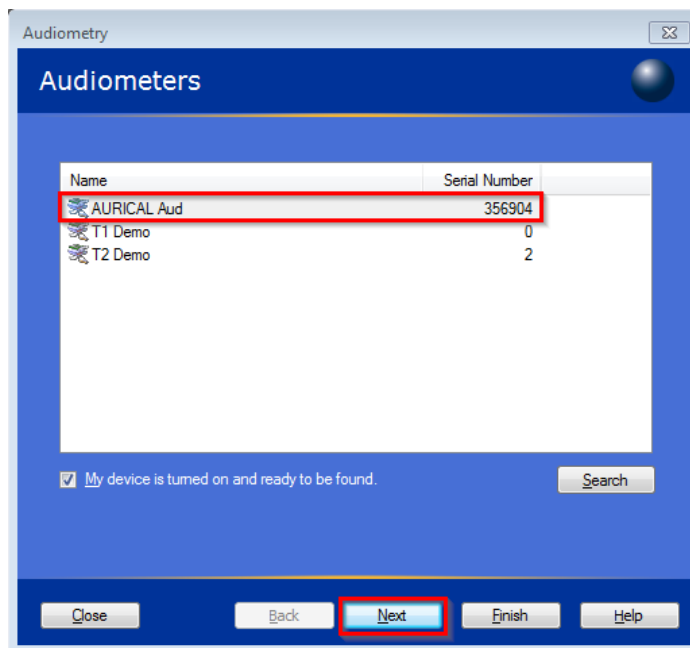 Audiometry
Audiometers
Name Serial Number
AURICAL Aud 356904
T1 Demo 0
T2 Demo 2
My device is turned on and ready to be found. Search
Close Back Next Finish Help